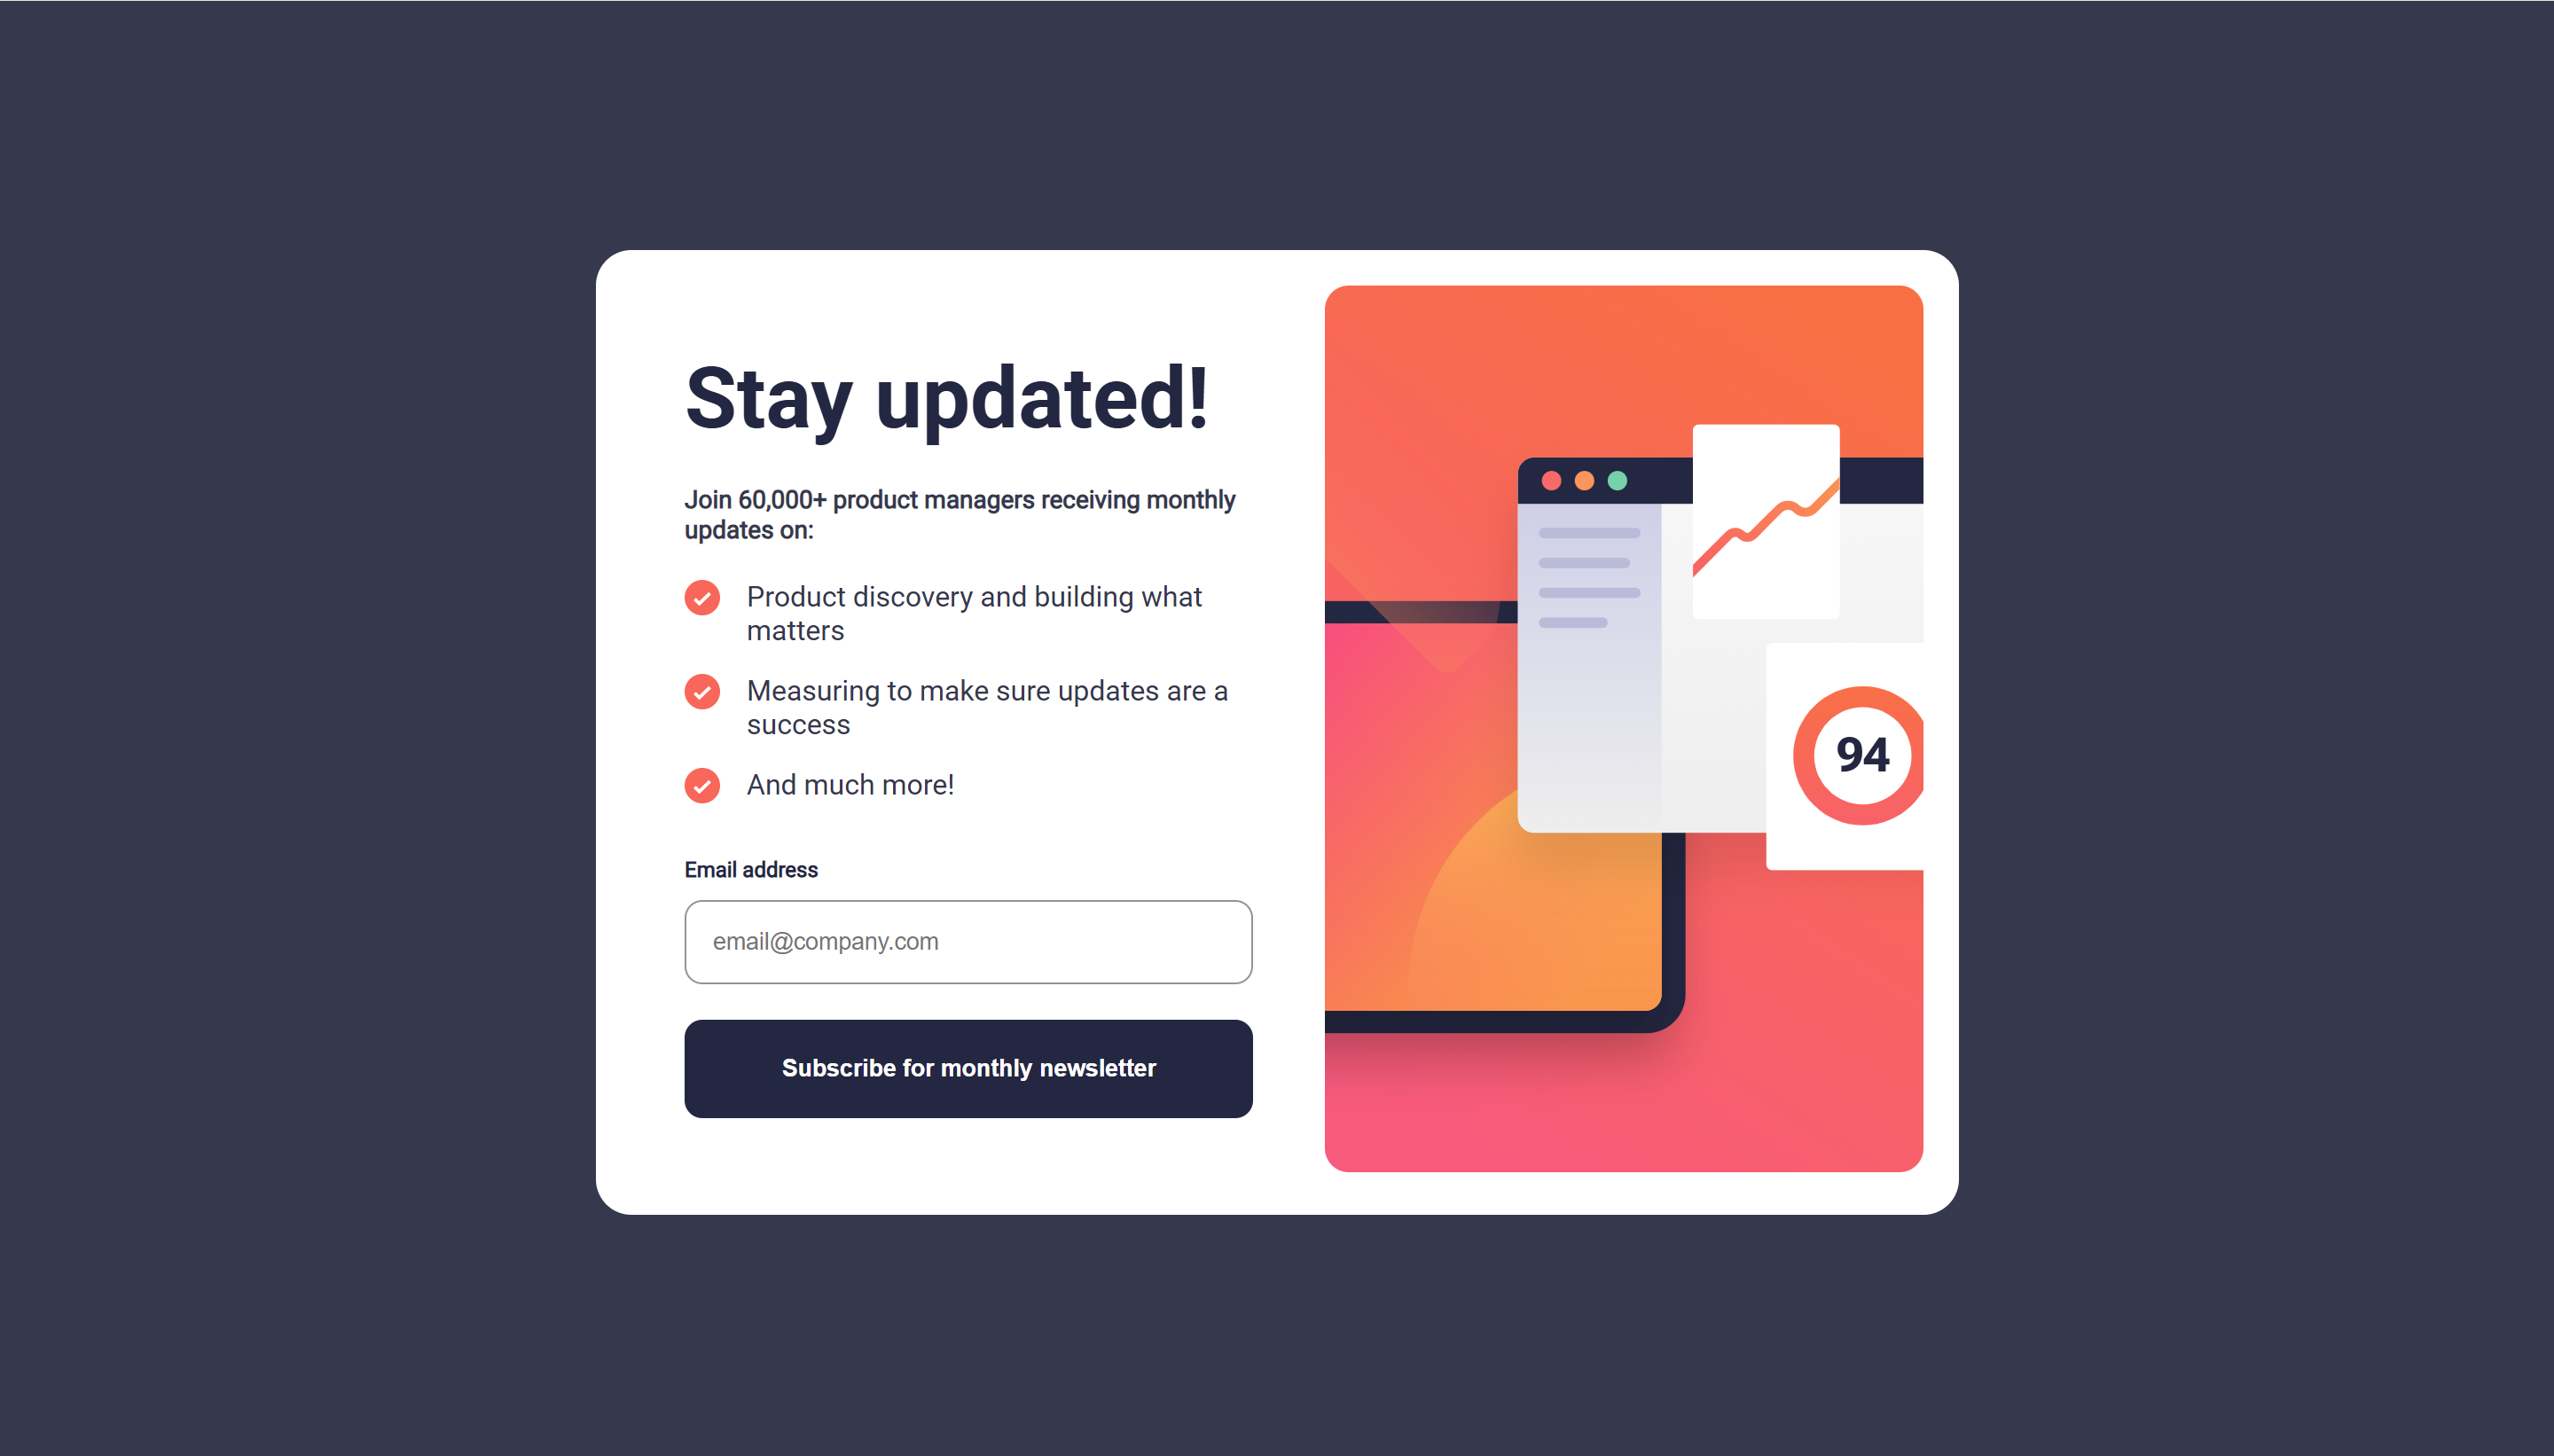 Stay updated!
Join 60,000+ product managers receiving monthly
updates on:
Product discovery and building what
matters
Measuring to make sure updates are a
success
And much more!
Email address
email@company.com
Subscribe for monthly newsletter
94